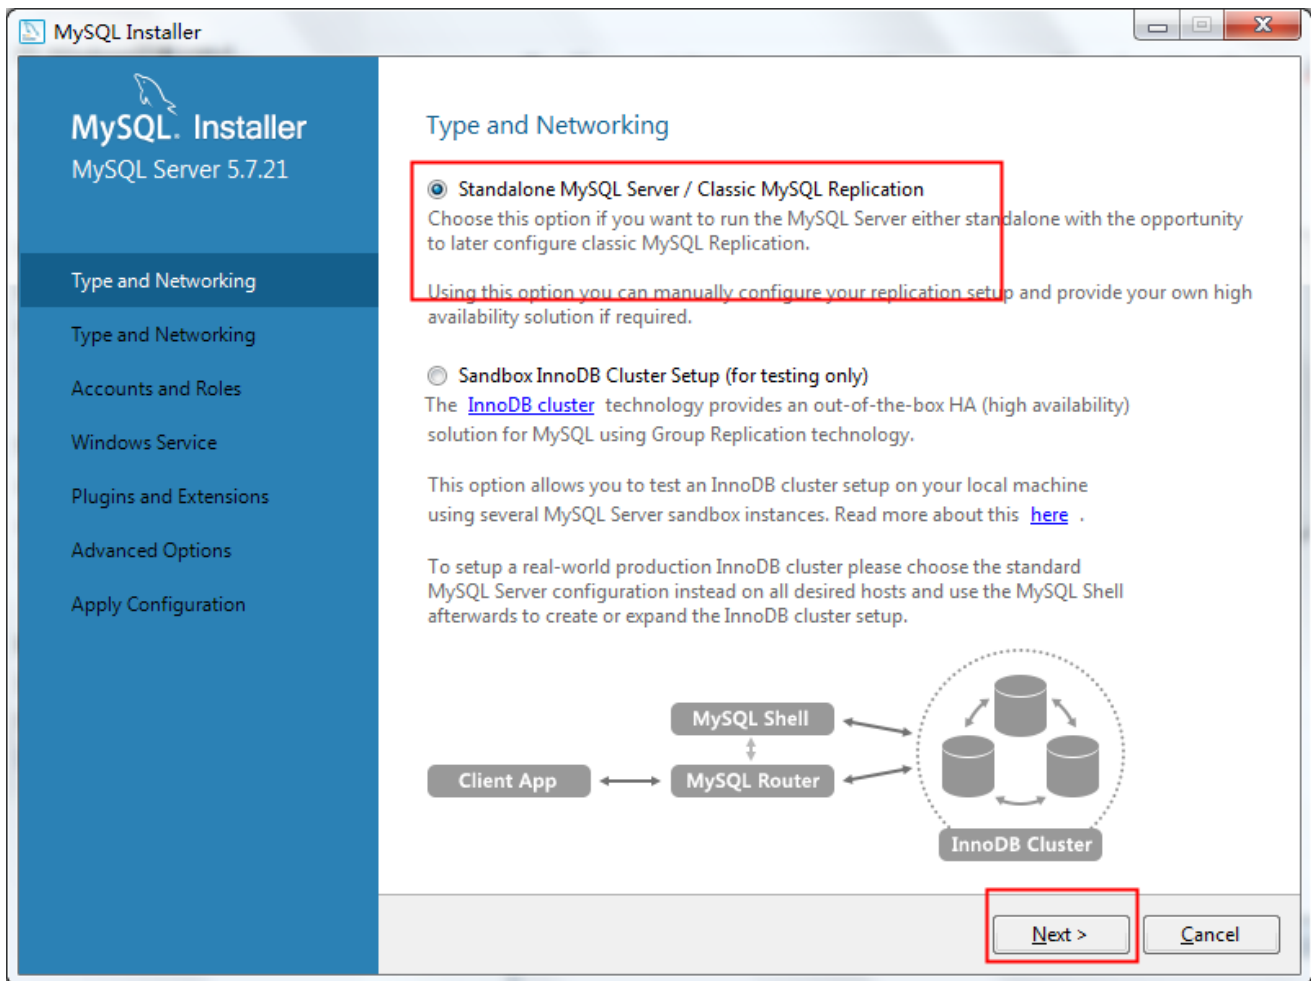 MySQL Installer
MySQL. Installer
MySQL Server 5.7.21
Type and Networking
Type and Networking
Accounts and Roles
Windows Service
Plugins and Extensions
Advanced Options
Apply Configuration
Type and Networking
Standalone MySQL Server / Classic MySQL Replication
Choose this option if you want to run the MySQL Server either standalone with the opportunity
to later configure classic MySQL Replication.
Using this option you can manually configure your replication setup and provide your own high
availability solution if required.
Sandbox InnoDB Cluster Setup (for testing only)
The InnoDB cluster technology provides an out-of-the-box HA (high availability)
solution for MySQL using Group Replication technology.
This option allows you to test an InnoDB cluster setup on your local machine
using several MySQL Server sandbox instances. Read more about this here .
To setup a real-world production InnoDB cluster please choose the standard
MySQL Server configuration instead on all desired hosts and use the MySQL Shell
afterwards to create or expand the InnoDB cluster setup.
MySQL Shell
Client App
MySQL Router
InnoDB Cluster
Next >
Cancel